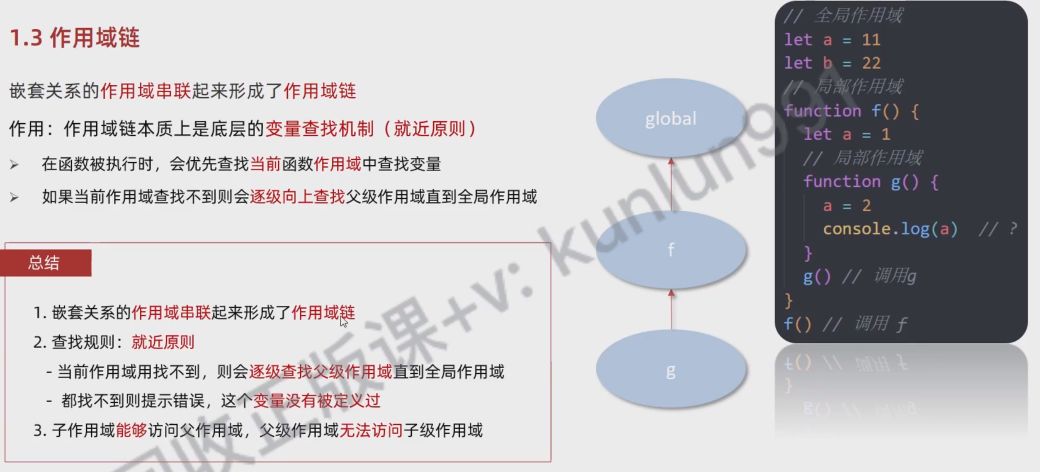 1.3 作用域链
嵌套关系的作用域串联起来形成了作用域链
作用：作用域链本质上是底层的变量查找机制（就近原则）
➢ 在函数被执行时，会优先查找当前函数作用域中查找变量
➢ 如果当前作用域查找不到则会逐级向上查找父级作用域直到全局作用域
总结
1. 嵌套关系的作用域串联起来形成了作用域链
2. 查找规则：就近原则
- 当前作用域用找不到，则会逐级查找父级作用域直到全局作用域
- 都找不到则提示错误，这个变量没有被定义过
3. 子作用域能够访问父作用域，父级作用域无法访问子级作用域
global
f
g
// 全局作用域
let a = 11
let b = 22
// 局部作用域
function f() {
let a = 1
// 局部作用域
function g() {
a = 2
console.log(a) // ?
}
g() // 调用g
}
f() // 调用 f
回收正版课+v: kunlun991